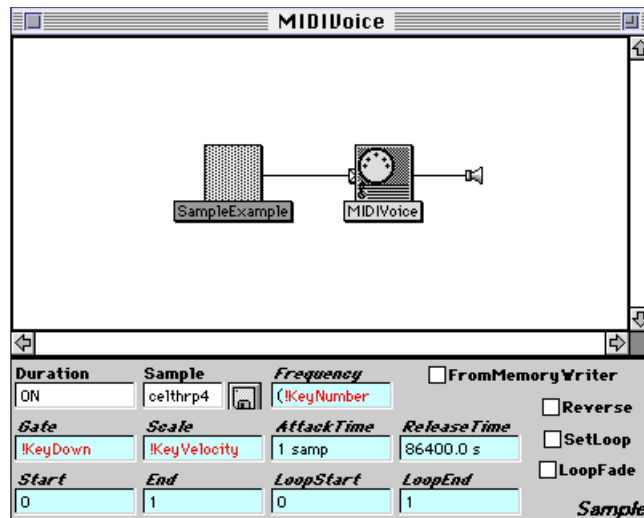 MIDIVoice
SampleExample
MIDIVoice
Duration Sample Frequency FromMemoryWriter
ON celthrp4 (!KeyNumber
Reverse
Gate Scale AttackTime ReleaseTime
!KeyDown !KeyVelocity 1 samp 86400.0 s
SetLoop
LoopFade
Start End LoopStart LoopEnd
0 1 0 1
Sample